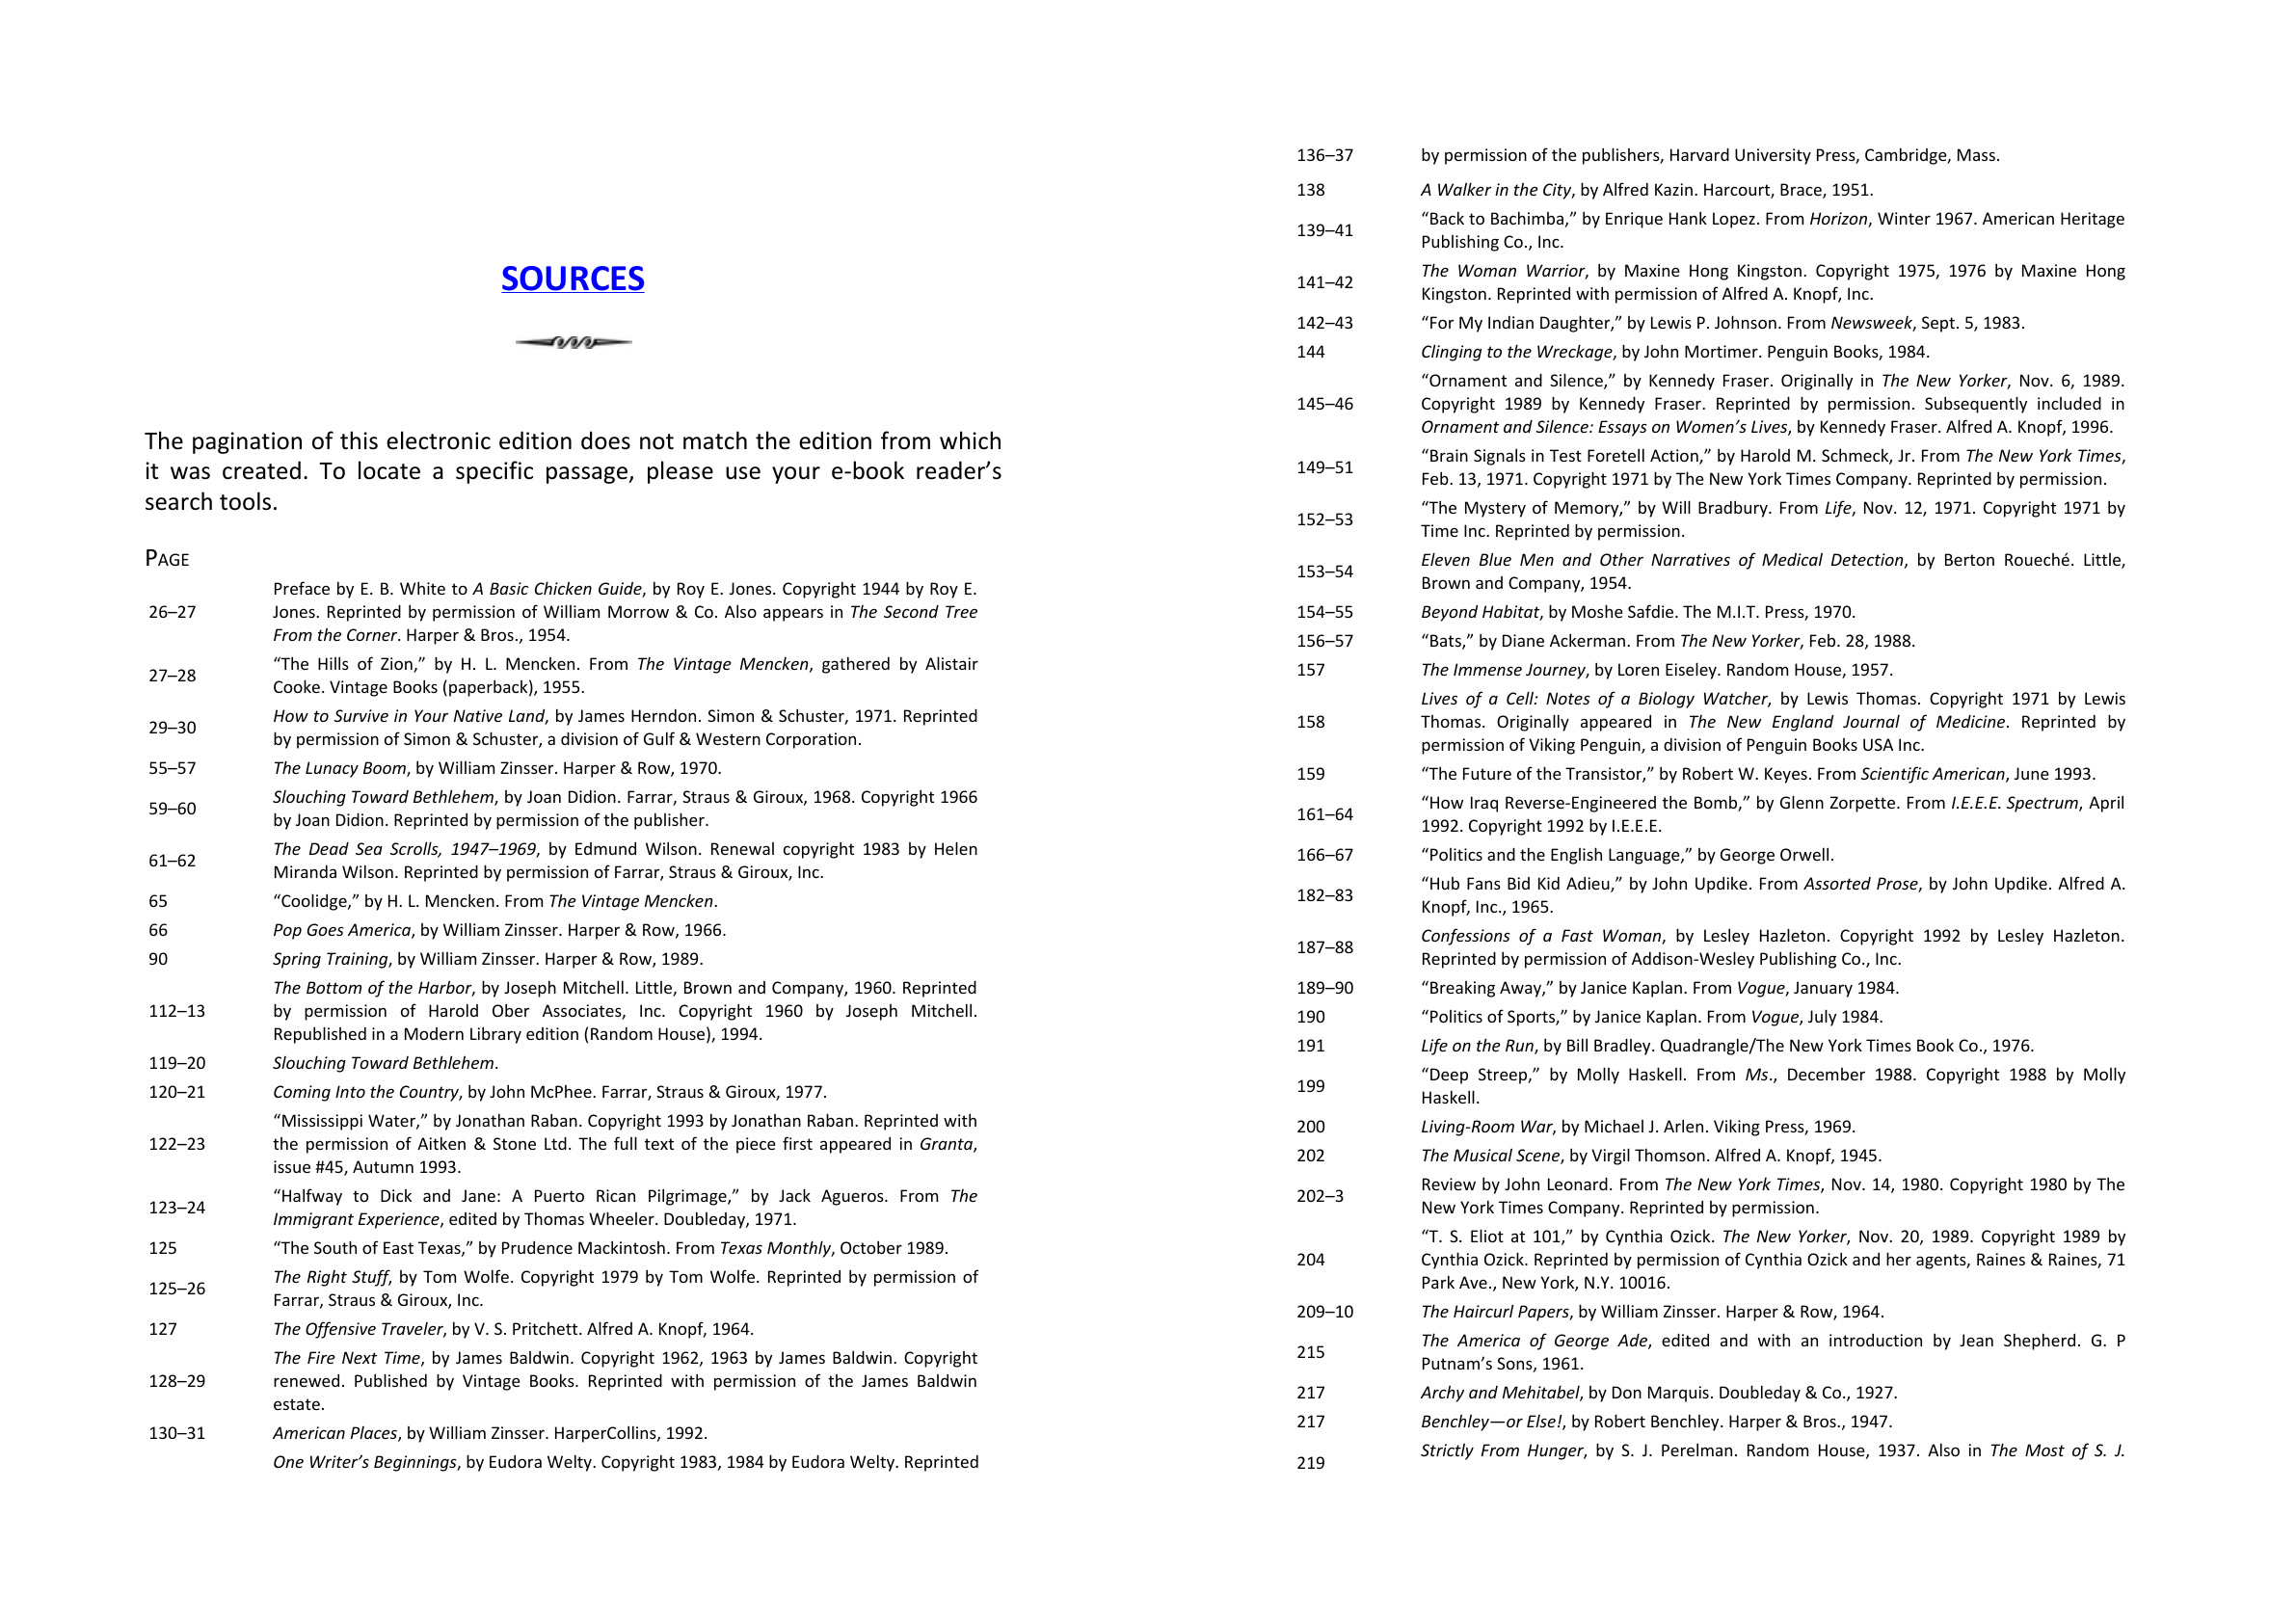 SOURCES
The pagination of this electronic edition does not match the edition from which
it was created. To locate a specific passage, please use your e-book reader’s
search tools.
PAGE
Preface by E. B. White to A Basic Chicken Guide, by Roy E. Jones. Copyright 1944 by Roy E.
26–27 Jones. Reprinted by permission of William Morrow & Co. Also appears in The Second Tree
From the Corner. Harper & Bros., 1954.
27–28 “The Hills of Zion,” by H. L. Mencken. From The Vintage Mencken, gathered by Alistair
Cooke. Vintage Books (paperback), 1955.
29–30 How to Survive in Your Native Land, by James Herndon. Simon & Schuster, 1971. Reprinted
by permission of Simon & Schuster, a division of Gulf & Western Corporation.
55–57 The Lunacy Boom, by William Zinsser. Harper & Row, 1970.
59–60 Slouching Toward Bethlehem, by Joan Didion. Farrar, Straus & Giroux, 1968. Copyright 1966
by Joan Didion. Reprinted by permission of the publisher.
61–62 The Dead Sea Scrolls, 1947–1969, by Edmund Wilson. Renewal copyright 1983 by Helen
Miranda Wilson. Reprinted by permission of Farrar, Straus & Giroux, Inc.
65 “Coolidge,” by H. L. Mencken. From The Vintage Mencken.
66 Pop Goes America, by William Zinsser. Harper & Row, 1966.
90 Spring Training, by William Zinsser. Harper & Row, 1989.
The Bottom of the Harbor, by Joseph Mitchell. Little, Brown and Company, 1960. Reprinted
112–13 by permission of Harold Ober Associates, Inc. Copyright 1960 by Joseph Mitchell.
Republished in a Modern Library edition (Random House), 1994.
119–20 Slouching Toward Bethlehem.
120–21 Coming Into the Country, by John McPhee. Farrar, Straus & Giroux, 1977.
“Mississippi Water,” by Jonathan Raban. Copyright 1993 by Jonathan Raban. Reprinted with
122–23 the permission of Aitken & Stone Ltd. The full text of the piece first appeared in Granta,
issue #45, Autumn 1993.
123–24 “Halfway to Dick and Jane: A Puerto Rican Pilgrimage,” by Jack Agueros. From The
Immigrant Experience, edited by Thomas Wheeler. Doubleday, 1971.
125 “The South of East Texas,” by Prudence Mackintosh. From Texas Monthly, October 1989.
125–26 The Right Stuff, by Tom Wolfe. Copyright 1979 by Tom Wolfe. Reprinted by permission of
Farrar, Straus & Giroux, Inc.
127 The Offensive Traveler, by V. S. Pritchett. Alfred A. Knopf, 1964.
The Fire Next Time, by James Baldwin. Copyright 1962, 1963 by James Baldwin. Copyright
128–29 renewed. Published by Vintage Books. Reprinted with permission of the James Baldwin
estate.
130–31 American Places, by William Zinsser. HarperCollins, 1992.
One Writer’s Beginnings, by Eudora Welty. Copyright 1983, 1984 by Eudora Welty. Reprinted
136–37 by permission of the publishers, Harvard University Press, Cambridge, Mass.
138 A Walker in the City, by Alfred Kazin. Harcourt, Brace, 1951.
139–41 “Back to Bachimba,” by Enrique Hank Lopez. From Horizon, Winter 1967. American Heritage
Publishing Co., Inc.
141–42 The Woman Warrior, by Maxine Hong Kingston. Copyright 1975, 1976 by Maxine Hong
Kingston. Reprinted with permission of Alfred A. Knopf, Inc.
142–43 “For My Indian Daughter,” by Lewis P. Johnson. From Newsweek, Sept. 5, 1983.
144 Clinging to the Wreckage, by John Mortimer. Penguin Books, 1984.
“Ornament and Silence,” by Kennedy Fraser. Originally in The New Yorker, Nov. 6, 1989.
145–46 Copyright 1989 by Kennedy Fraser. Reprinted by permission. Subsequently included in
Ornament and Silence: Essays on Women’s Lives, by Kennedy Fraser. Alfred A. Knopf, 1996.
149–51 “Brain Signals in Test Foretell Action,” by Harold M. Schmeck, Jr. From The New York Times,
Feb. 13, 1971. Copyright 1971 by The New York Times Company. Reprinted by permission.
152–53 “The Mystery of Memory,” by Will Bradbury. From Life, Nov. 12, 1971. Copyright 1971 by
Time Inc. Reprinted by permission.
153–54 Eleven Blue Men and Other Narratives of Medical Detection, by Berton Roueché. Little,
Brown and Company, 1954.
154–55 Beyond Habitat, by Moshe Safdie. The M.I.T. Press, 1970.
156–57 “Bats,” by Diane Ackerman. From The New Yorker, Feb. 28, 1988.
157 The Immense Journey, by Loren Eiseley. Random House, 1957.
Lives of a Cell: Notes of a Biology Watcher, by Lewis Thomas. Copyright 1971 by Lewis
158 Thomas. Originally appeared in The New England Journal of Medicine. Reprinted by
permission of Viking Penguin, a division of Penguin Books USA Inc.
159 “The Future of the Transistor,” by Robert W. Keyes. From Scientific American, June 1993.
161–64 “How Iraq Reverse-Engineered the Bomb,” by Glenn Zorpette. From I.E.E.E. Spectrum, April
1992. Copyright 1992 by I.E.E.E.
166–67 “Politics and the English Language,” by George Orwell.
182–83 “Hub Fans Bid Kid Adieu,” by John Updike. From Assorted Prose, by John Updike. Alfred A.
Knopf, Inc., 1965.
187–88 Confessions of a Fast Woman, by Lesley Hazleton. Copyright 1992 by Lesley Hazleton.
Reprinted by permission of Addison-Wesley Publishing Co., Inc.
189–90 “Breaking Away,” by Janice Kaplan. From Vogue, January 1984.
190 “Politics of Sports,” by Janice Kaplan. From Vogue, July 1984.
191 Life on the Run, by Bill Bradley. Quadrangle/The New York Times Book Co., 1976.
199 “Deep Streep,” by Molly Haskell. From Ms., December 1988. Copyright 1988 by Molly
Haskell.
200 Living-Room War, by Michael J. Arlen. Viking Press, 1969.
202 The Musical Scene, by Virgil Thomson. Alfred A. Knopf, 1945.
202–3 Review by John Leonard. From The New York Times, Nov. 14, 1980. Copyright 1980 by The
New York Times Company. Reprinted by permission.
“T. S. Eliot at 101,” by Cynthia Ozick. The New Yorker, Nov. 20, 1989. Copyright 1989 by
204 Cynthia Ozick. Reprinted by permission of Cynthia Ozick and her agents, Raines & Raines, 71
Park Ave., New York, N.Y. 10016.
209–10 The Haircurl Papers, by William Zinsser. Harper & Row, 1964.
215 The America of George Ade, edited and with an introduction by Jean Shepherd. G. P
Putnam’s Sons, 1961.
217 Archy and Mehitabel, by Don Marquis. Doubleday & Co., 1927.
217 Benchley—or Else!, by Robert Benchley. Harper & Bros., 1947.
219 Strictly From Hunger, by S. J. Perelman. Random House, 1937. Also in The Most of S. J.